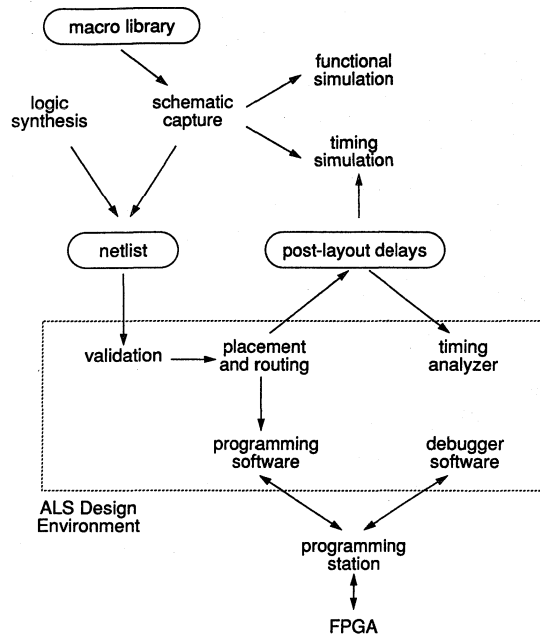 macro library
functional
simulation
logic
synthesis
schematic
capture
timing
simulation
netlist
post-layout delays
validation
placement
and routing
timing
analyzer
programming
software
debugger
software
ALS Design
Environment
programming
station
FPGA